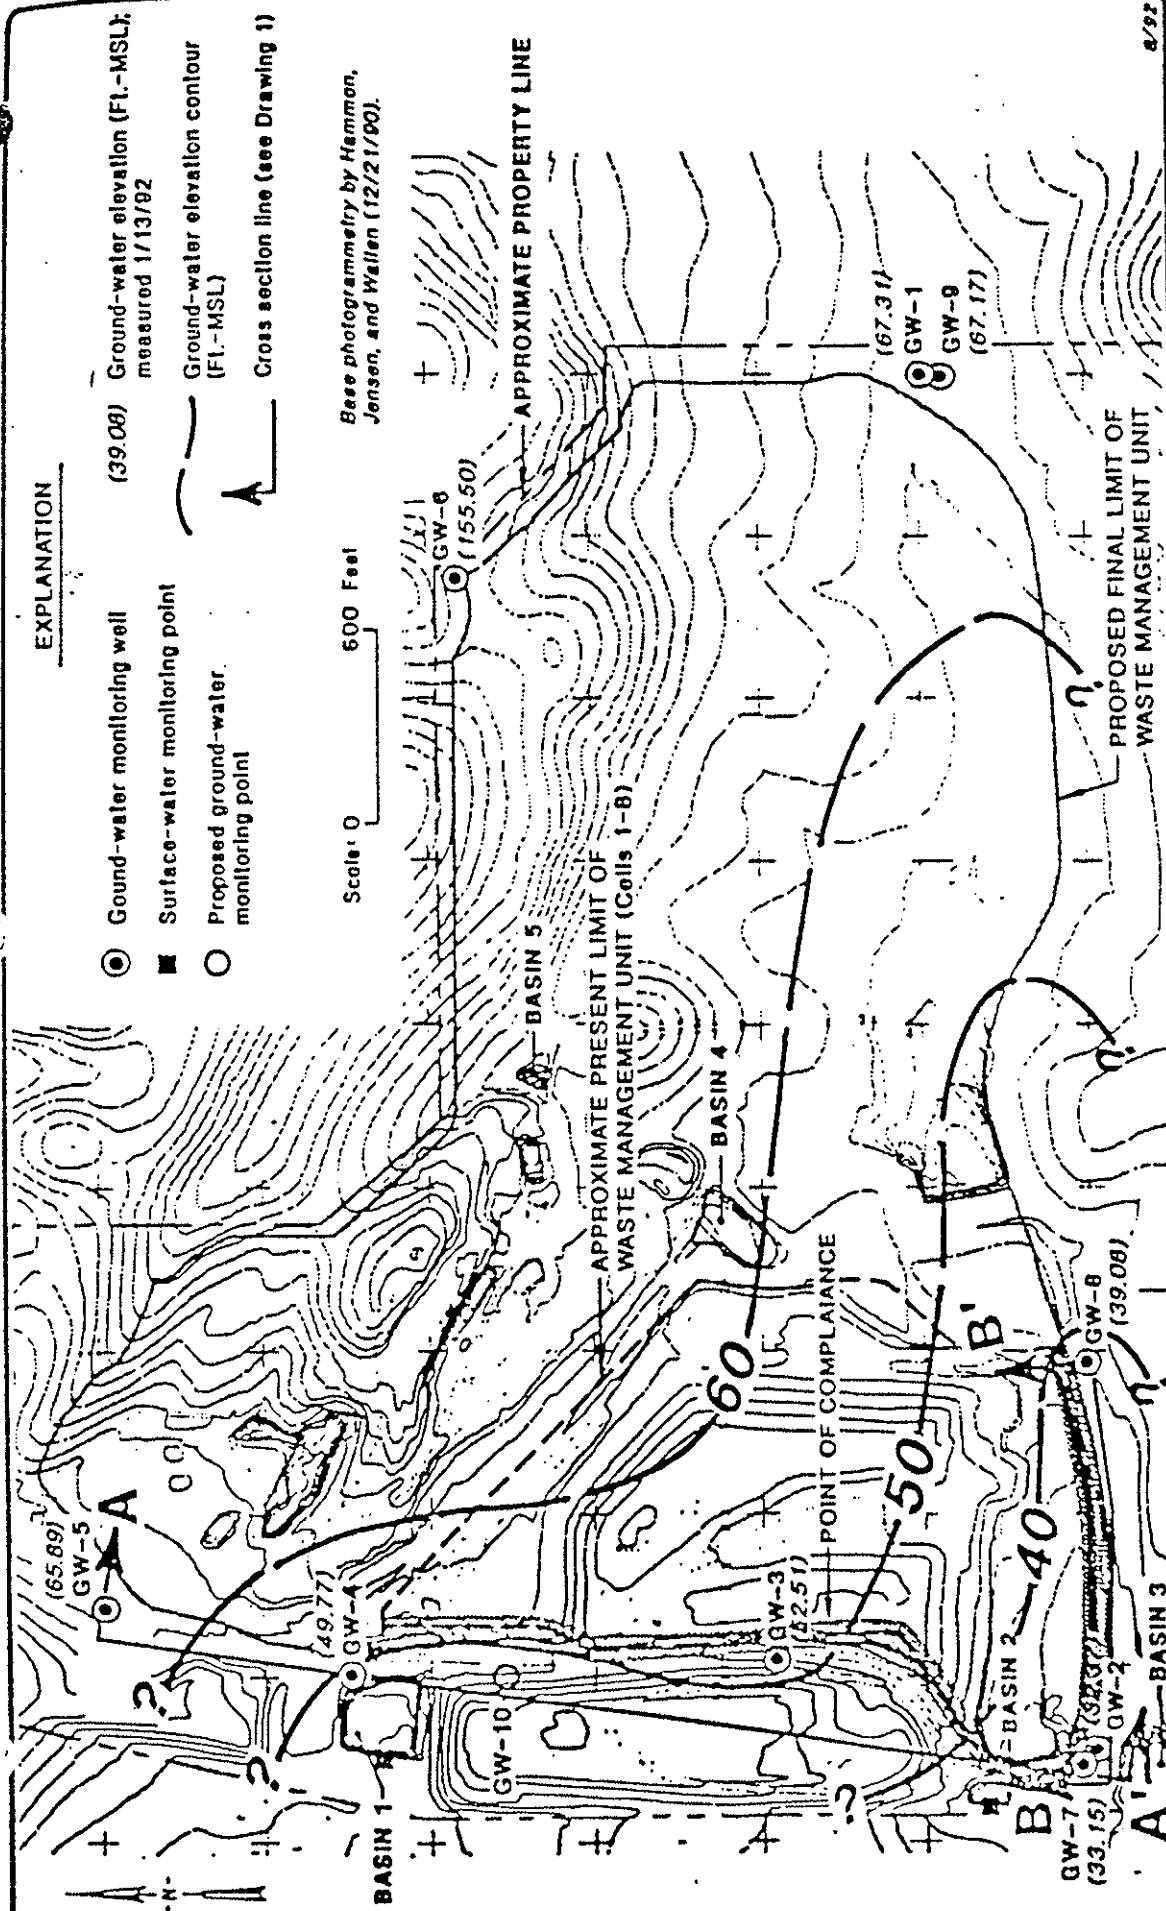 EXPLANATION
Gound-water monitoring well
Surface-water monitoring point
Proposed ground-water
monitoring point
(39.08)
Ground-water elevation (Ft.-MSL);
measured 1/13/92
Ground-water elevation contour
(Ft.-MSL)
Cross section line (see Drawing 1)
Scale: 0
600 Feet
Base photogrammetry by Hammon,
Jensen, and Wallen (12/21/90).
-N-
(65.89)
GW-5
A
GW-6
(155.50)
APPROXIMATE PROPERTY LINE
BASIN 5
APPROXIMATE PRESENT LIMIT OF
WASTE MANAGEMENT UNIT (Cells 1-8)
BASIN 4
(49.77)
GW-4
BASIN 1
GW-10
60
GW-3
(52.51)
POINT OF COMPLAIANCE
50
(67.31)
GW-1
GW-9
(67.17)
?
?
?
?
?
?
BASIN 2
40
B
B'
GW-8
(39.08)
GW-7
(33.15)
GW-2
A'
BASIN 3
PROPOSED FINAL LIMIT OF
WASTE MANAGEMENT UNIT
8/92